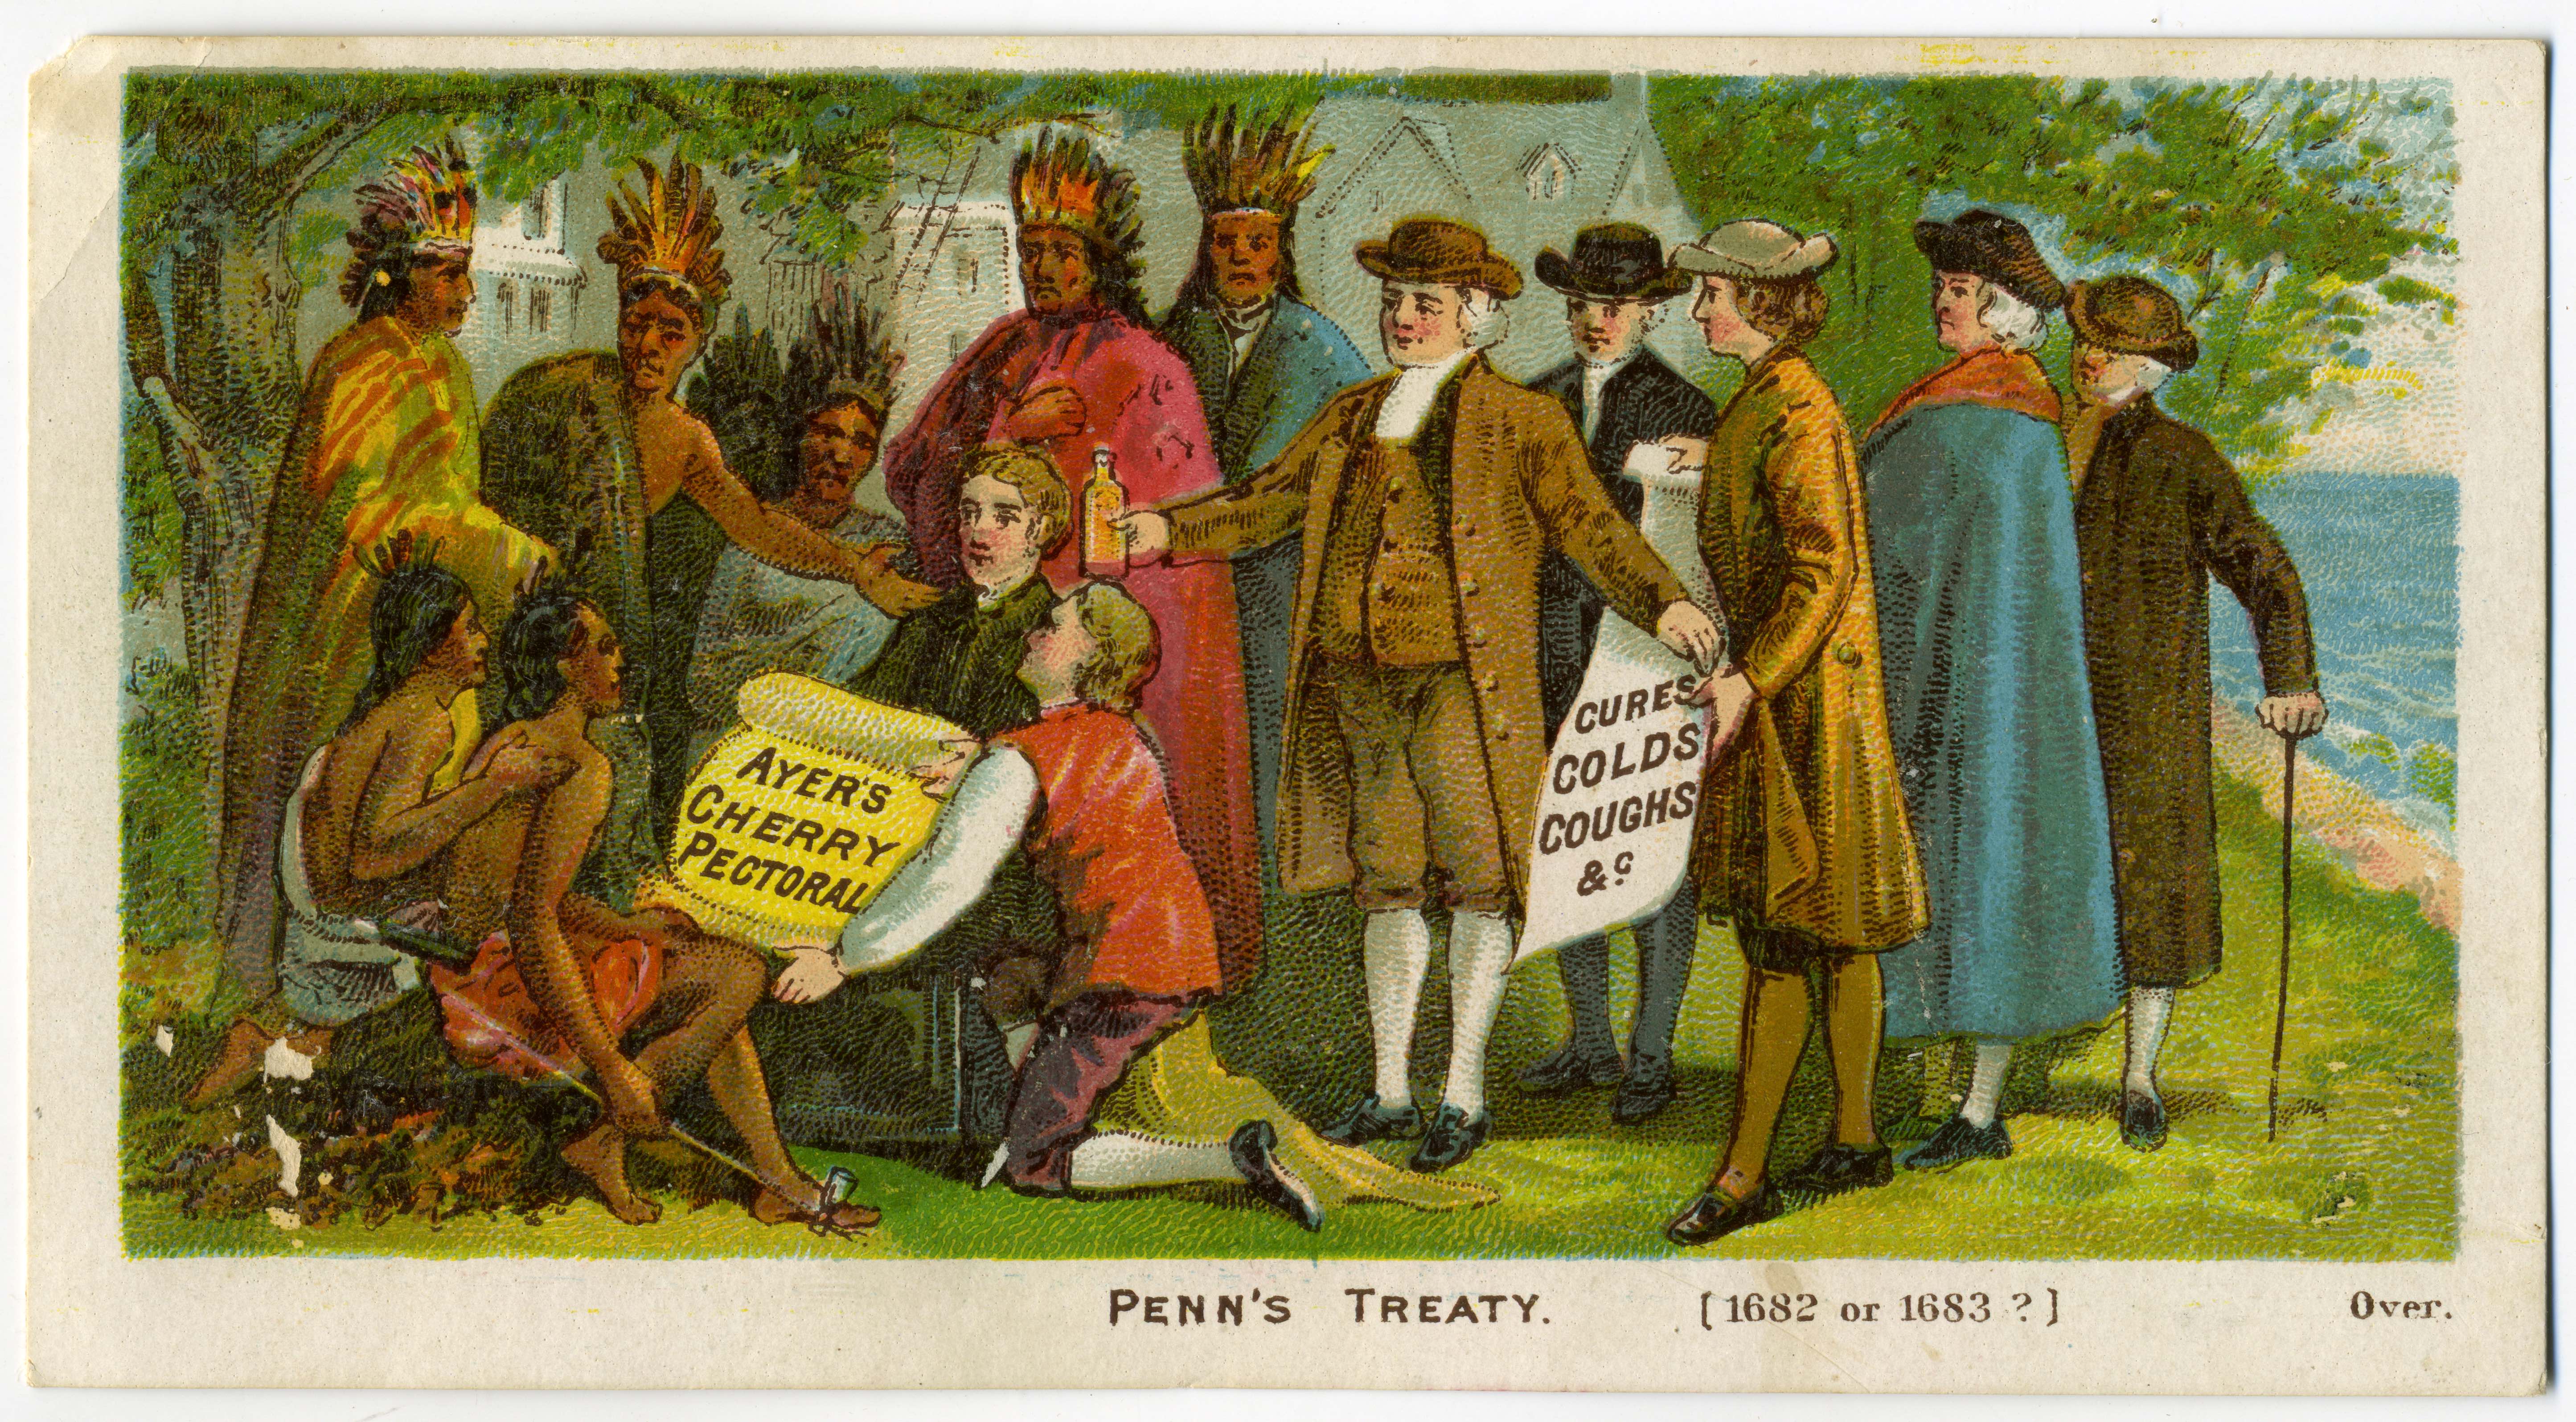 AYER'S
CHERRY
PECTORAL
CURES
COLDS
COUGHS
&c
PENN'S TREATY. [1682 or 1683?] Over.